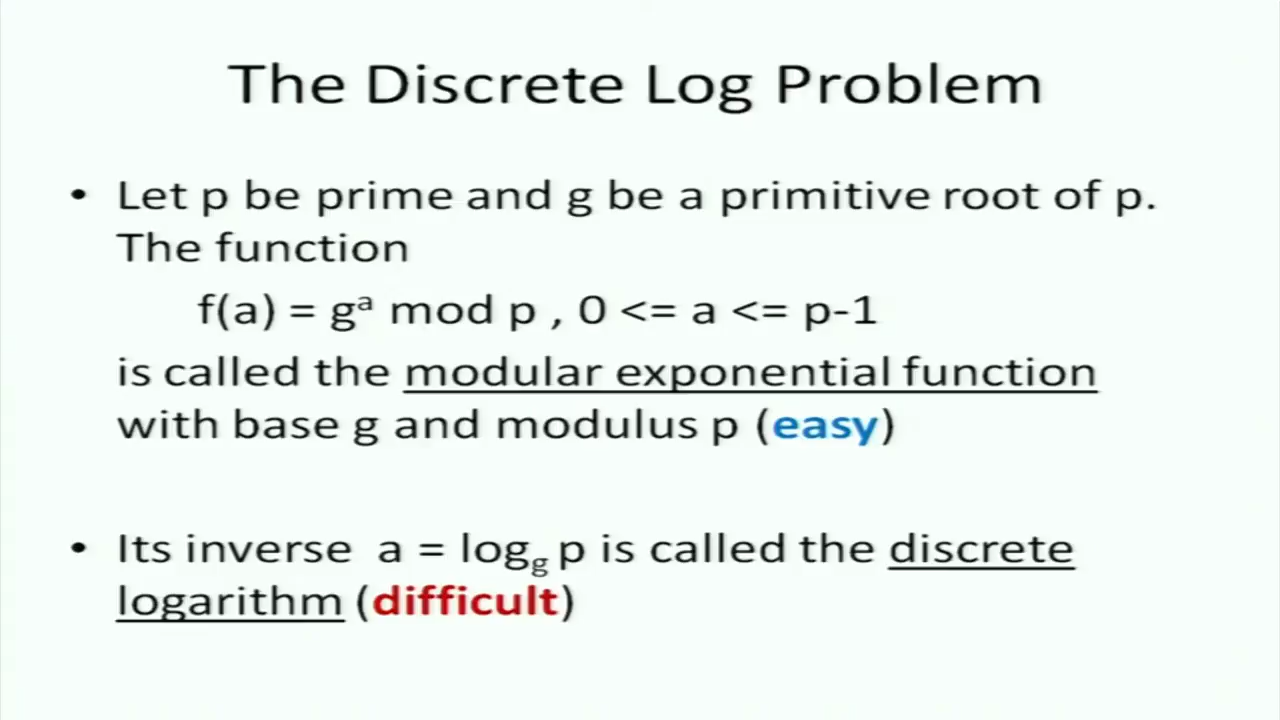 The Discrete Log Problem
• Let p be prime and g be a primitive root of p.
The function
f(a) = gᵃ mod p , 0 <= a <= p-1
is called the modular exponential function
with base g and modulus p (easy)
• Its inverse a = log_g p is called the discrete
logarithm (difficult)